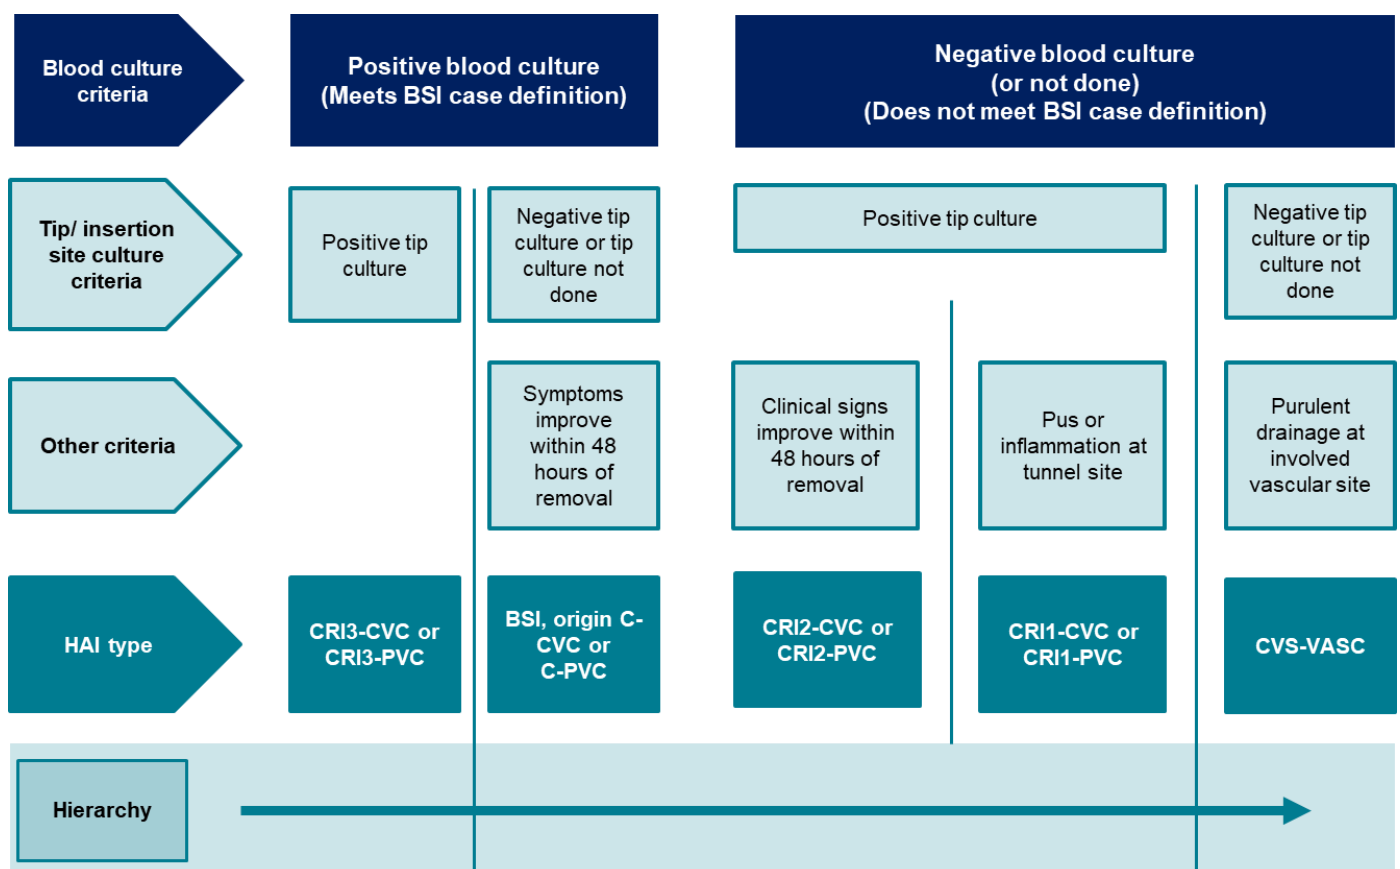 Blood culture
criteria
Positive blood culture
(Meets BSI case definition)
Negative blood culture
(or not done)
(Does not meet BSI case definition)
Tip/ insertion
site culture
criteria
Positive tip
culture
Negative tip
culture or tip
culture not
done
Positive tip culture
Negative tip
culture or tip
culture not
done
Other criteria
Symptoms
improve
within 48
hours of
removal
Clinical signs
improve within
48 hours of
removal
Pus or
inflammation at
tunnel site
Purulent
drainage at
involved
vascular site
HAI type
CRI3-CVC or
CRI3-PVC
BSI, origin C-
CVC or
C-PVC
CRI2-CVC or
CRI2-PVC
CRI1-CVC or
CRI1-PVC
CVS-VASC
Hierarchy